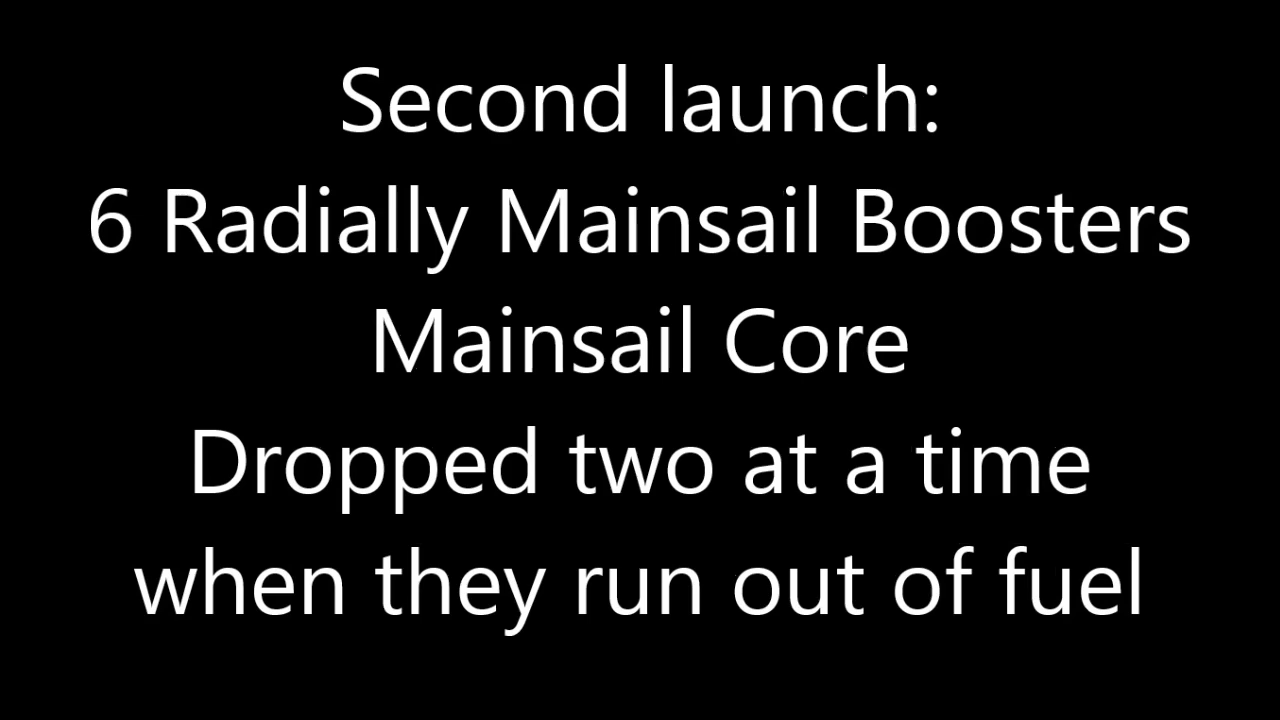 Second launch:
6 Radially Mainsail Boosters
Mainsail Core
Dropped two at a time
when they run out of fuel